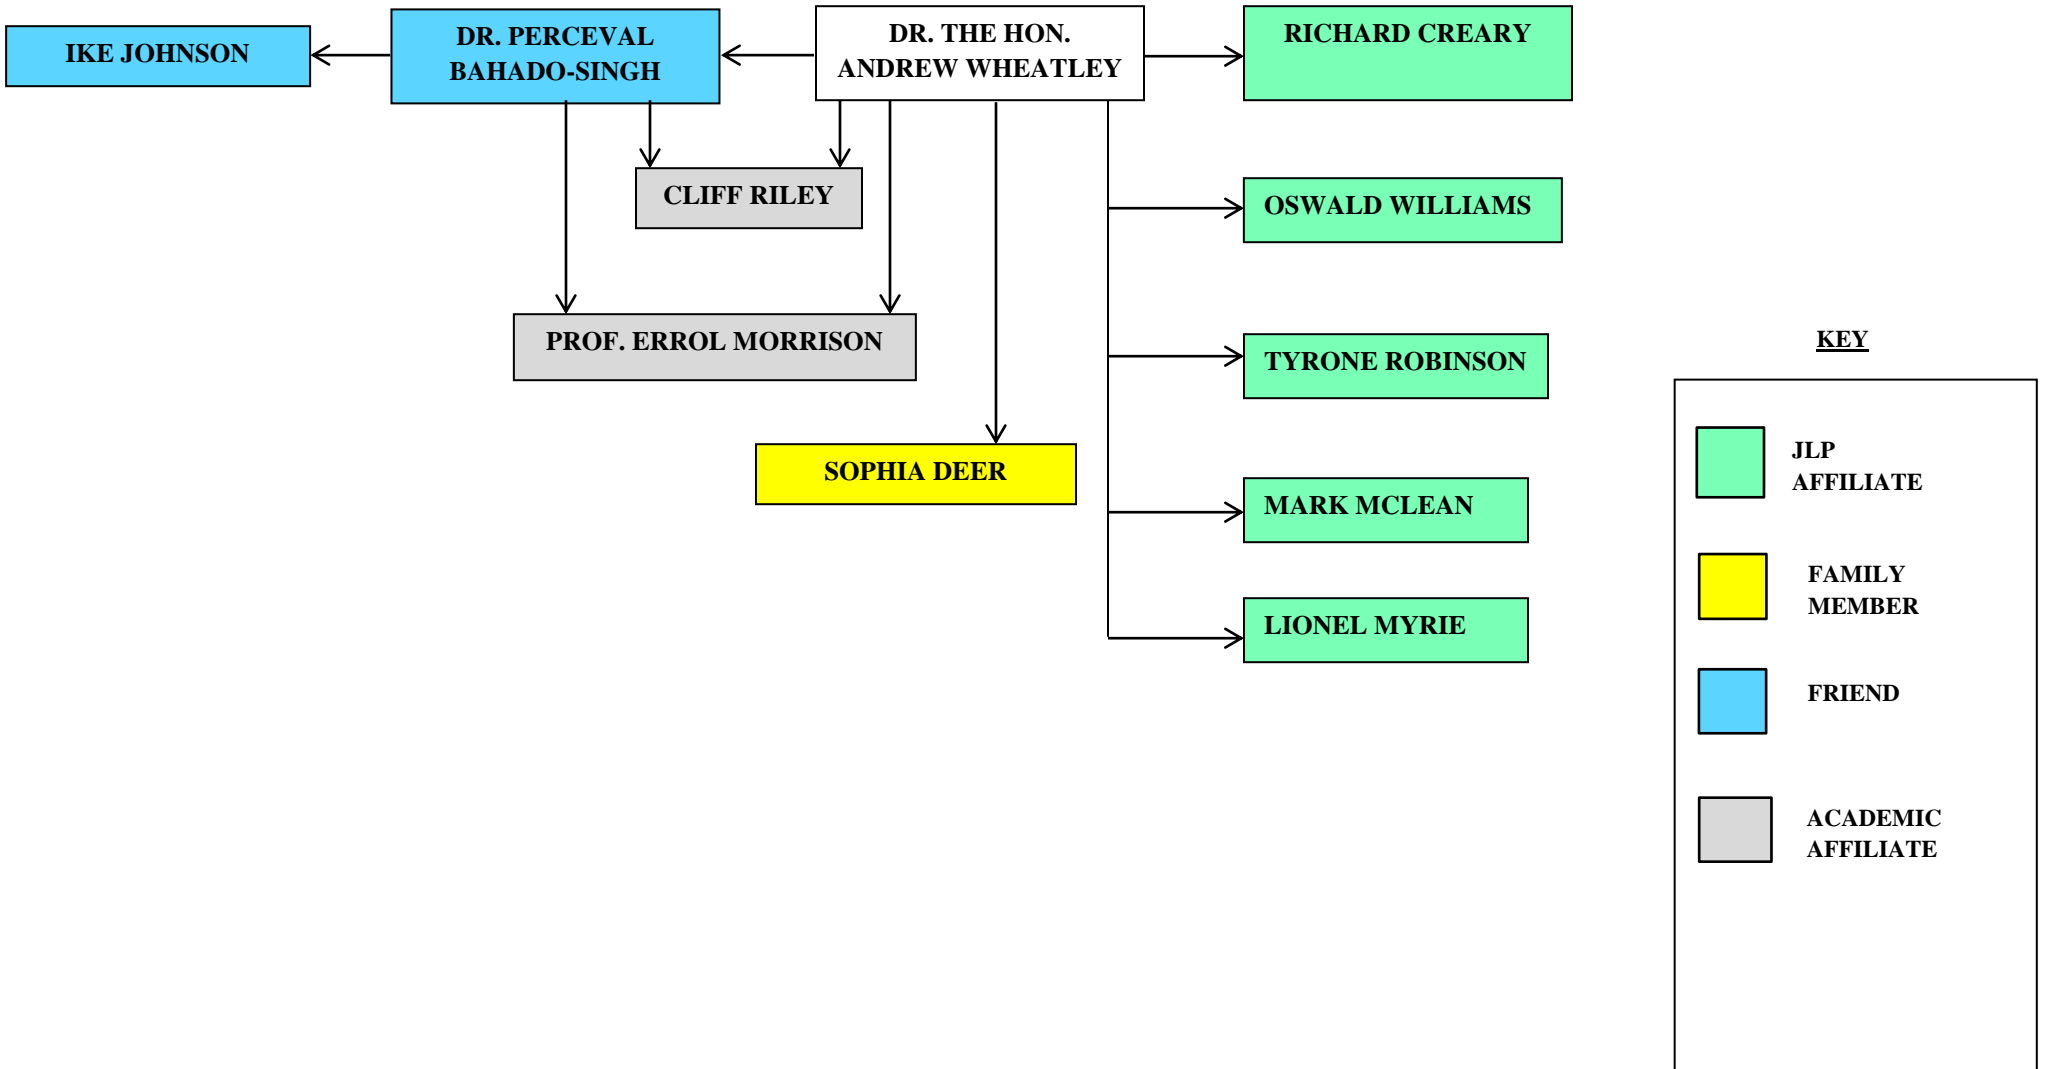 IKE JOHNSON
DR. PERCEVAL
BAHADO-SINGH
DR. THE HON.
ANDREW WHEATLEY
RICHARD CREARY
CLIFF RILEY
OSWALD WILLIAMS
PROF. ERROL MORRISON
TYRONE ROBINSON
SOPHIA DEER
MARK MCLEAN
LIONEL MYRIE
KEY
JLP
AFFILIATE
FAMILY
MEMBER
FRIEND
ACADEMIC
AFFILIATE